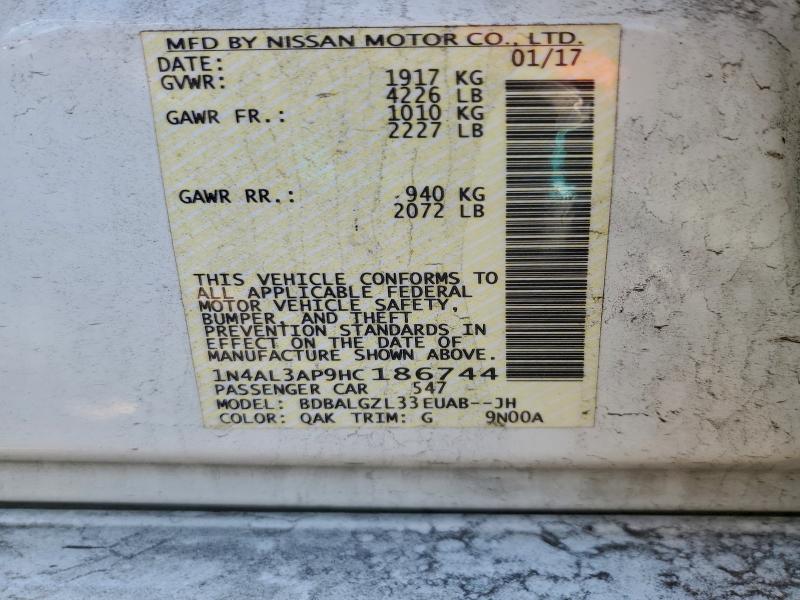 MFD BY NISSAN MOTOR CO., LTD.
DATE: 01/17
GVWR: 1917 KG
4226 LB
GAWR FR.: 1010 KG
2227 LB
GAWR RR.: 940 KG
2072 LB
THIS VEHICLE CONFORMS TO
ALL APPLICABLE FEDERAL
MOTOR VEHICLE SAFETY,
BUMPER, AND THEFT
PREVENTION STANDARDS IN
EFFECT ON THE DATE OF
MANUFACTURE SHOWN ABOVE.
1N4AL3AP9HC186744
PASSENGER CAR 547
MODEL: BDBALGZL33EUAB--JH
COLOR: QAK TRIM: G 9N00A